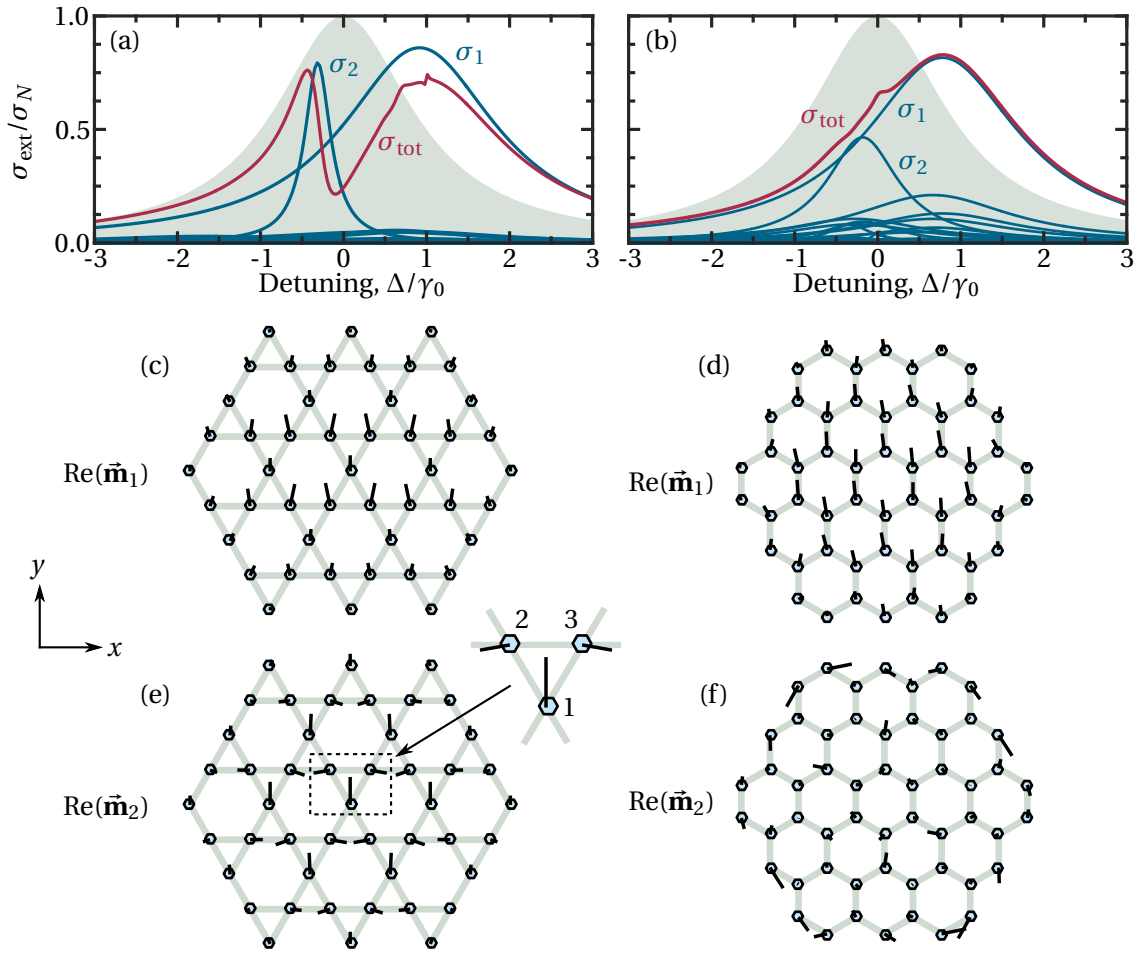 (a)
σ₂
σ₁
σtot
1.0
0.5
0.0
σext/σN
-3 -2 -1 0 1 2 3
Detuning, Δ/γ₀
(b)
σtot
σ₁
σ₂
-3 -2 -1 0 1 2 3
Detuning, Δ/γ₀
(c)
(d)
Re(m⃗₁)
Re(m⃗₁)
y
x
2 3
1
(e)
(f)
Re(m⃗₂)
Re(m⃗₂)